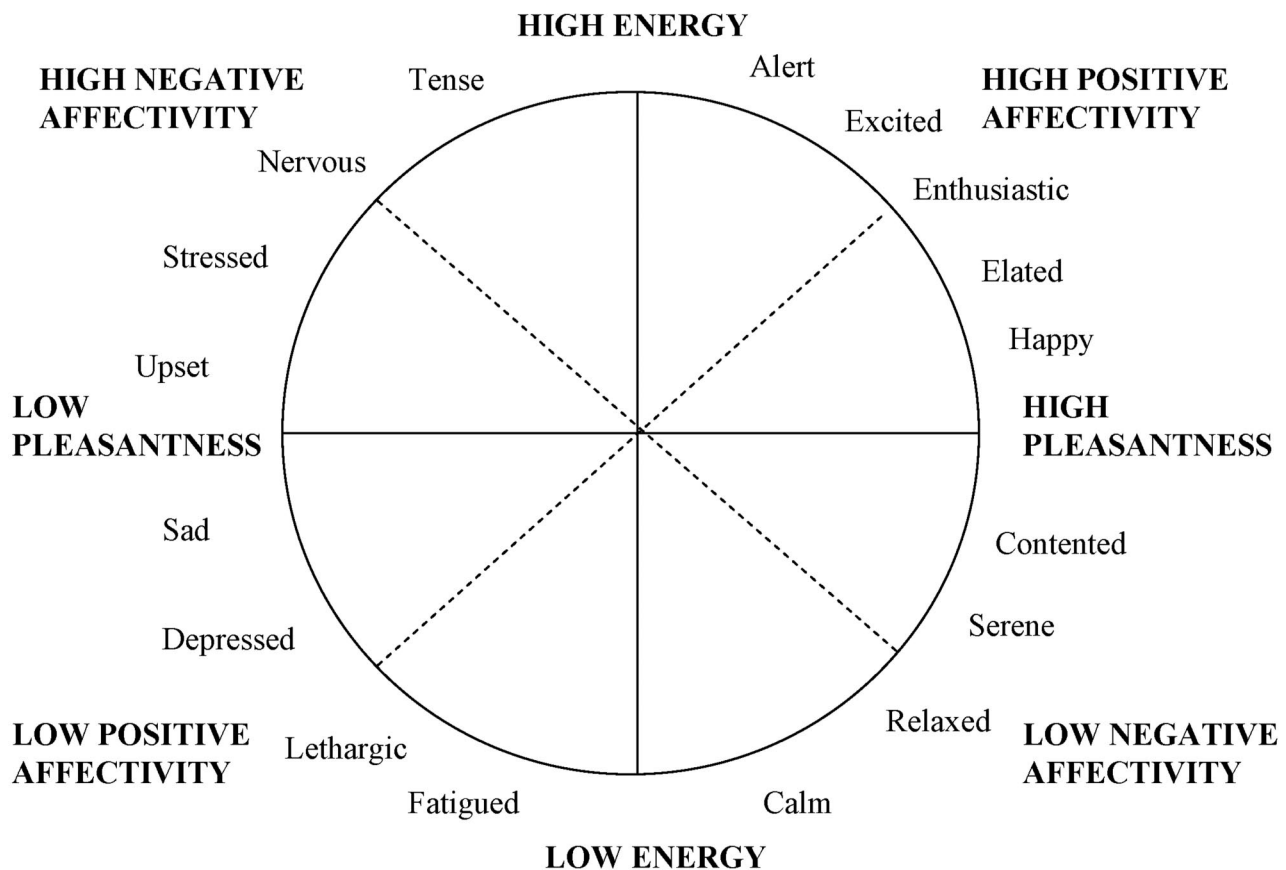 HIGH ENERGY
Tense
Alert
HIGH NEGATIVE
AFFECTIVITY
HIGH POSITIVE
AFFECTIVITY
Excited
Nervous
Enthusiastic
Stressed
Elated
Happy
Upset
LOW
PLEASANTNESS
HIGH
PLEASANTNESS
Sad
Contented
Depressed
Serene
LOW POSITIVE
AFFECTIVITY
Lethargic
Relaxed
LOW NEGATIVE
AFFECTIVITY
Fatigued
Calm
LOW ENERGY